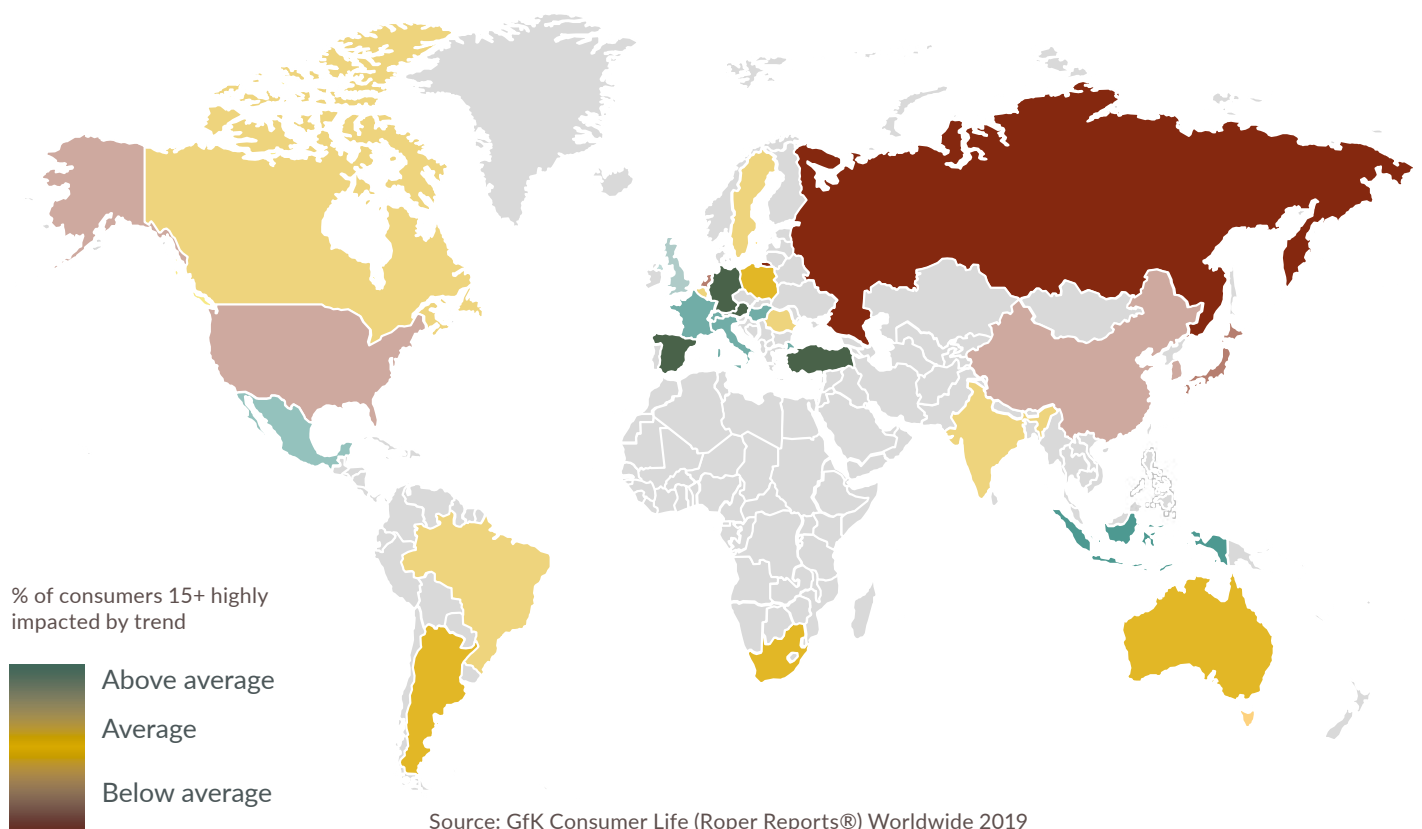 % of consumers 15+ highly
impacted by trend
Above average
Average
Below average
Source: GfK Consumer Life (Roper Reports®) Worldwide 2019